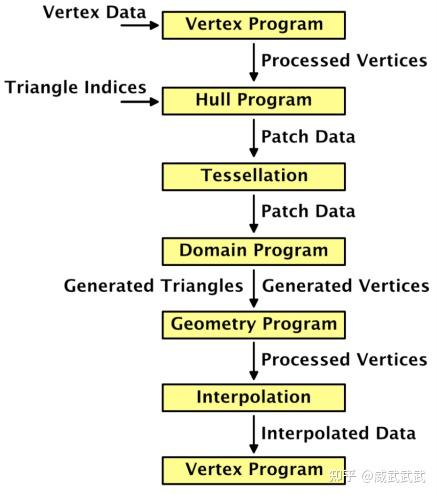 Vertex Data
Vertex Program
Processed Vertices
Triangle Indices
Hull Program
Patch Data
Tessellation
Patch Data
Domain Program
Generated Triangles
Generated Vertices
Geometry Program
Processed Vertices
Interpolation
Interpolated Data
Vertex Program
知乎 @威武武武